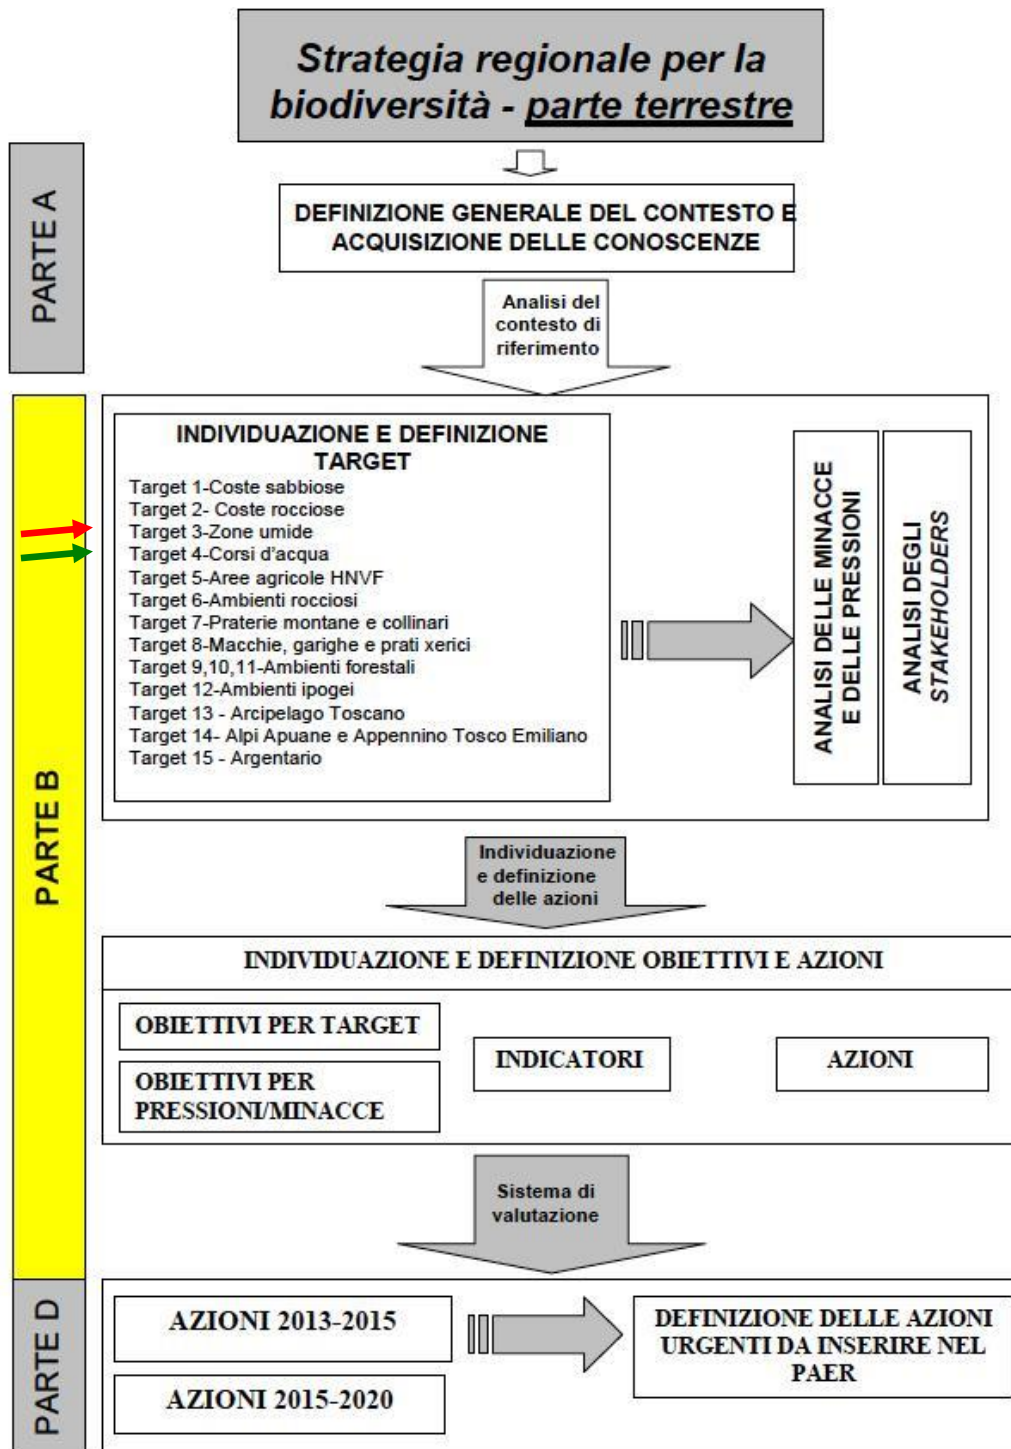 Strategia regionale per la
biodiversità - parte terrestre
PARTE A
DEFINIZIONE GENERALE DEL CONTESTO E
ACQUISIZIONE DELLE CONOSCENZE
Analisi del
contesto di
riferimento
PARTE B
INDIVIDUAZIONE E DEFINIZIONE
TARGET
Target 1-Coste sabbiose
Target 2- Coste rocciose
Target 3-Zone umide
Target 4-Corsi d'acqua
Target 5-Aree agricole HNVF
Target 6-Ambienti rocciosi
Target 7-Praterie montane e collinari
Target 8-Macchie, garighe e prati xerici
Target 9,10,11-Ambienti forestali
Target 12-Ambienti ipogei
Target 13 - Arcipelago Toscano
Target 14- Alpi Apuane e Appennino Tosco Emiliano
Target 15 - Argentario
ANALISI DELLE MINACCE
E DELLE PRESSIONI
ANALISI DEGLI
STAKEHOLDERS
Individuazione
e definizione
delle azioni
INDIVIDUAZIONE E DEFINIZIONE OBIETTIVI E AZIONI
OBIETTIVI PER TARGET
OBIETTIVI PER
PRESSIONI/MINACCE
INDICATORI
AZIONI
Sistema di
valutazione
PARTE D
AZIONI 2013-2015
AZIONI 2015-2020
DEFINIZIONE DELLE AZIONI
URGENTI DA INSERIRE NEL
PAER